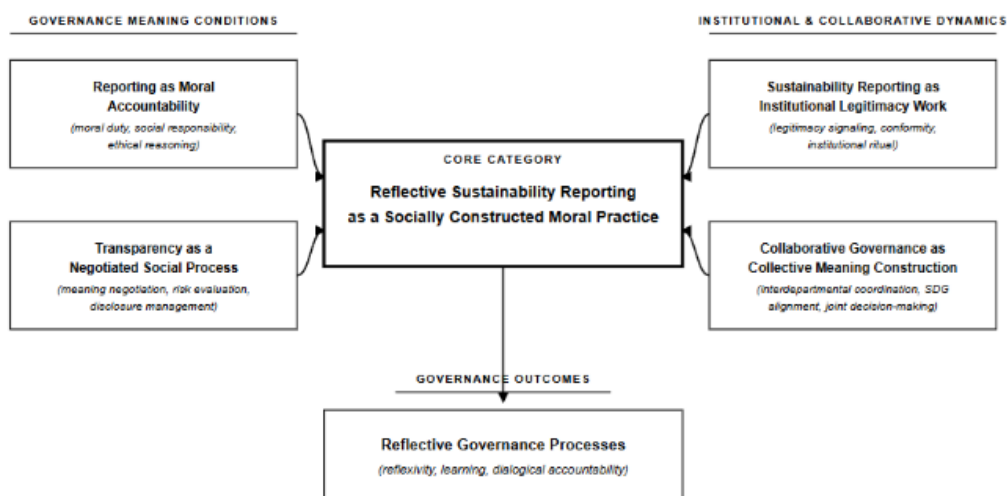 GOVERNANCE MEANING CONDITIONS
Reporting as Moral
Accountability
(moral duty, social responsibility,
ethical reasoning)
Transparency as a
Negotiated Social Process
(meaning negotiation, risk evaluation,
disclosure management)
CORE CATEGORY
Reflective Sustainability Reporting
as a Socially Constructed Moral Practice
INSTITUTIONAL & COLLABORATIVE DYNAMICS
Sustainability Reporting as
Institutional Legitimacy Work
(legitimacy signaling, conformity,
institutional ritual)
Collaborative Governance as
Collective Meaning Construction
(interdepartmental coordination, SDG
alignment, joint decision-making)
GOVERNANCE OUTCOMES
Reflective Governance Processes
(reflexivity, learning, dialogical accountability)